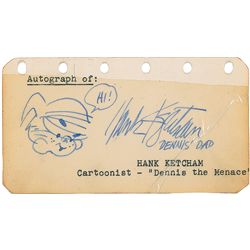 Autograph of:
HI!
Hank Ketcham
DENNIS' DAD
HANK KETCHAM
Cartoonist - "Dennis the Menace"